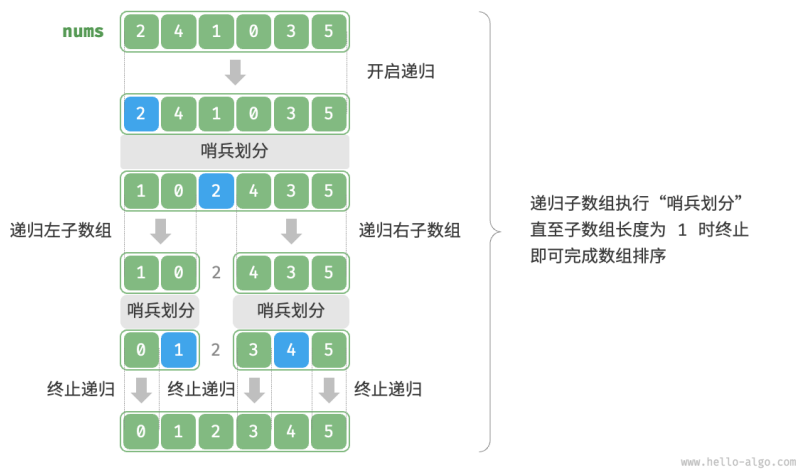 nums 2 4 1 0 3 5
开启递归
2 4 1 0 3 5
哨兵划分
1 0 2 4 3 5
递归左子数组 递归右子数组
1 0 2 4 3 5
哨兵划分 哨兵划分
0 1 2 3 4 5
终止递归 终止递归 终止递归
0 1 2 3 4 5
递归子数组执行“哨兵划分”
直至子数组长度为 1 时终止
即可完成数组排序
www.hello-algo.com